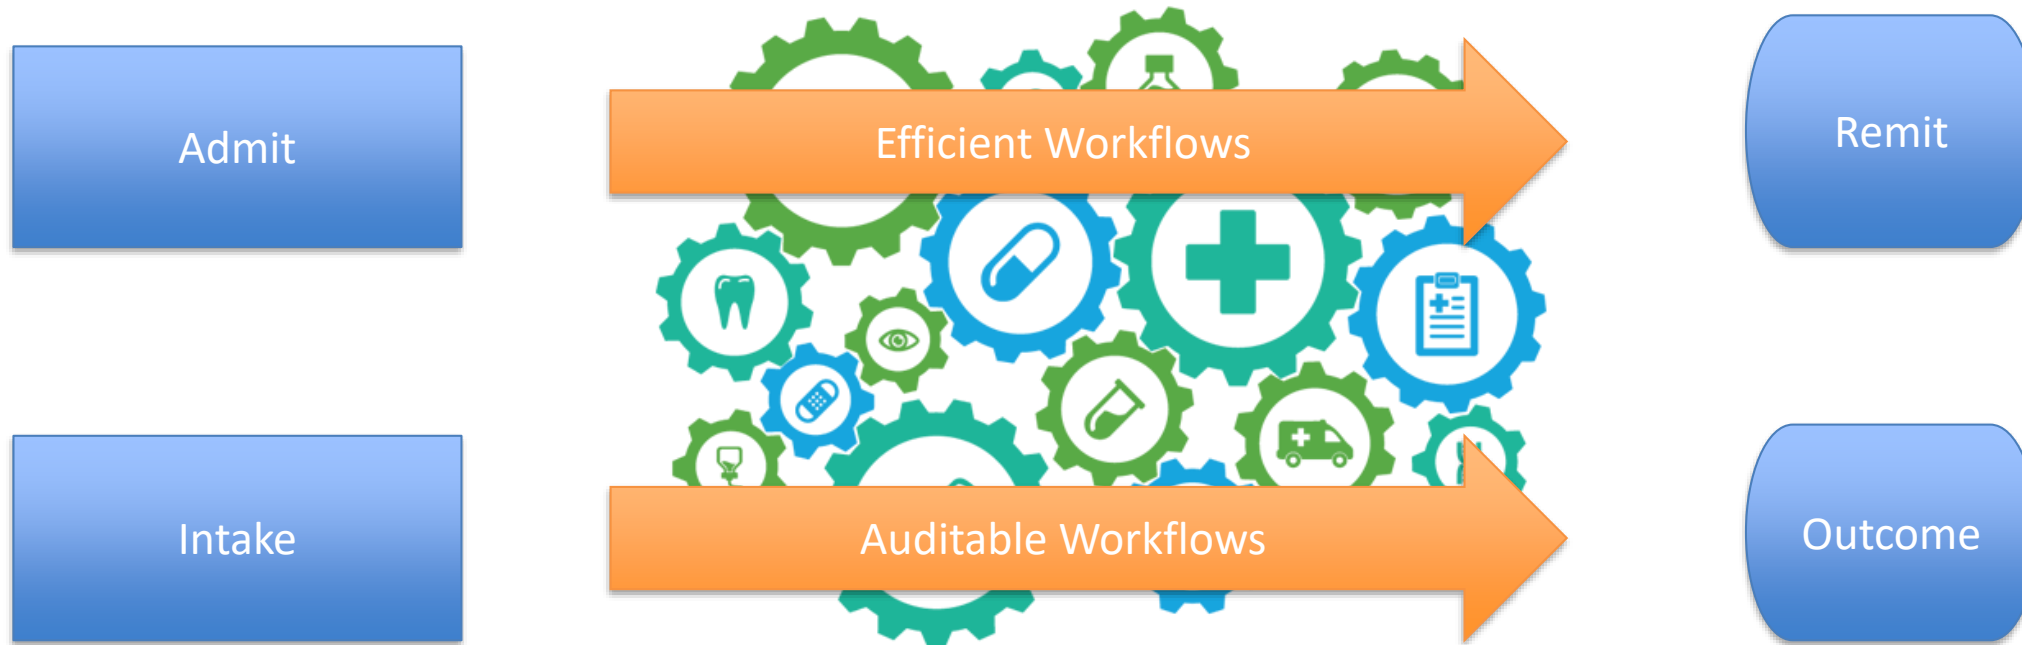 Admit
Efficient Workflows
Remit
Intake
Auditable Workflows
Outcome